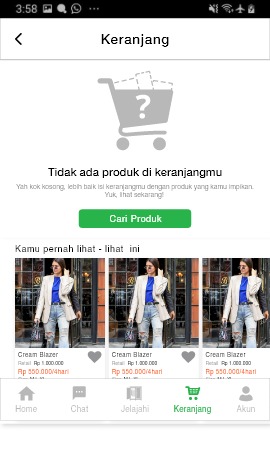 3:58
Keranjang
?
Tidak ada produk di keranjangmu
Yah kok kosong, lebih baik isi keranjangmu dengan produk yang kamu impikan.
Yuk, lihat sekarang!
Cari Produk
Kamu pernah lihat - lihat ini
Cream Blazer Cream Blazer Cream Blazer
Retail Rp 1.000.000 Retail Rp 1.000.000 Retail Rp 1.000.000
Rp 550.000/4hari Rp 550.000/4hari Rp 550.000/4hari
Home Chat Jelajahi Keranjang Akun